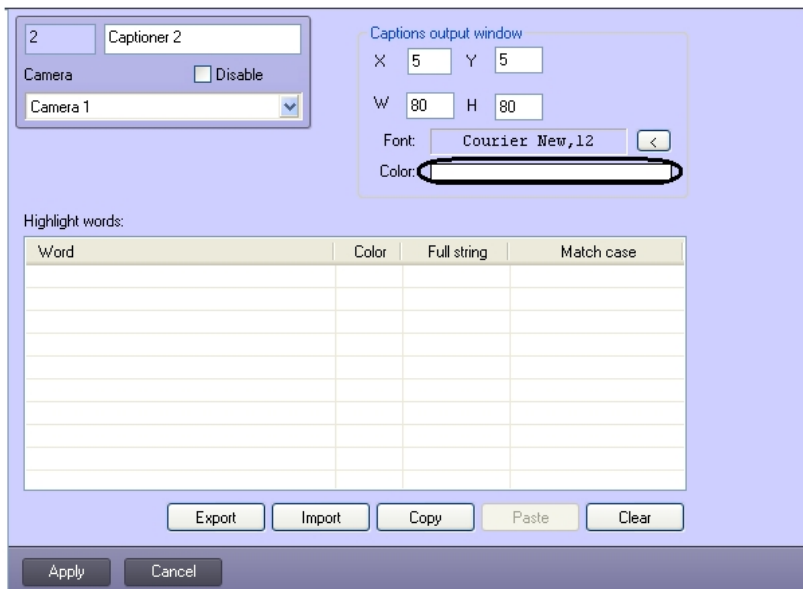 2 Captioner 2
Camera Disable
Camera 1
Captions output window
X 5 Y 5
W 80 H 80
Font: Courier New,12 <
Color:
Highlight words:
Word Color Full string Match case
Export Import Copy Paste Clear
Apply Cancel